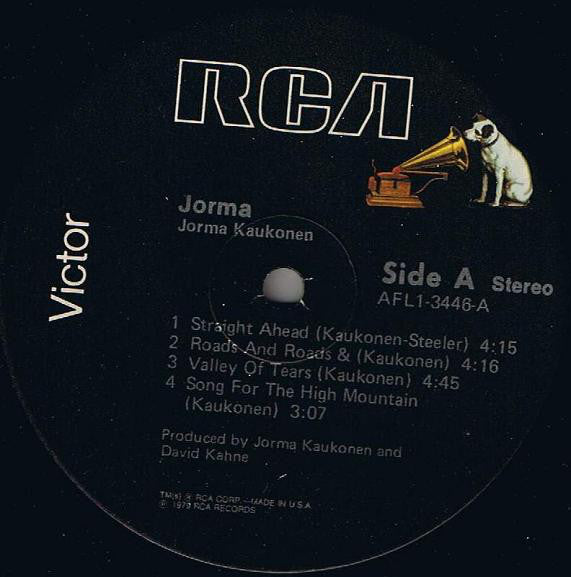 RCA
Victor
Jorma
Jorma Kaukonen
Side A Stereo
AFL1-3446-A
1 Straight Ahead (Kaukonen-Steeler) 4:15
2 Roads And Roads & (Kaukonen) 4:16
3 Valley Of Tears (Kaukonen) 4:45
4 Song For The High Mountain
(Kaukonen) 3:07
Produced by Jorma Kaukonen and
David Kahne
TM(s) ® RCA CORP.—MADE IN U.S.A.
℗ 1979 RCA RECORDS